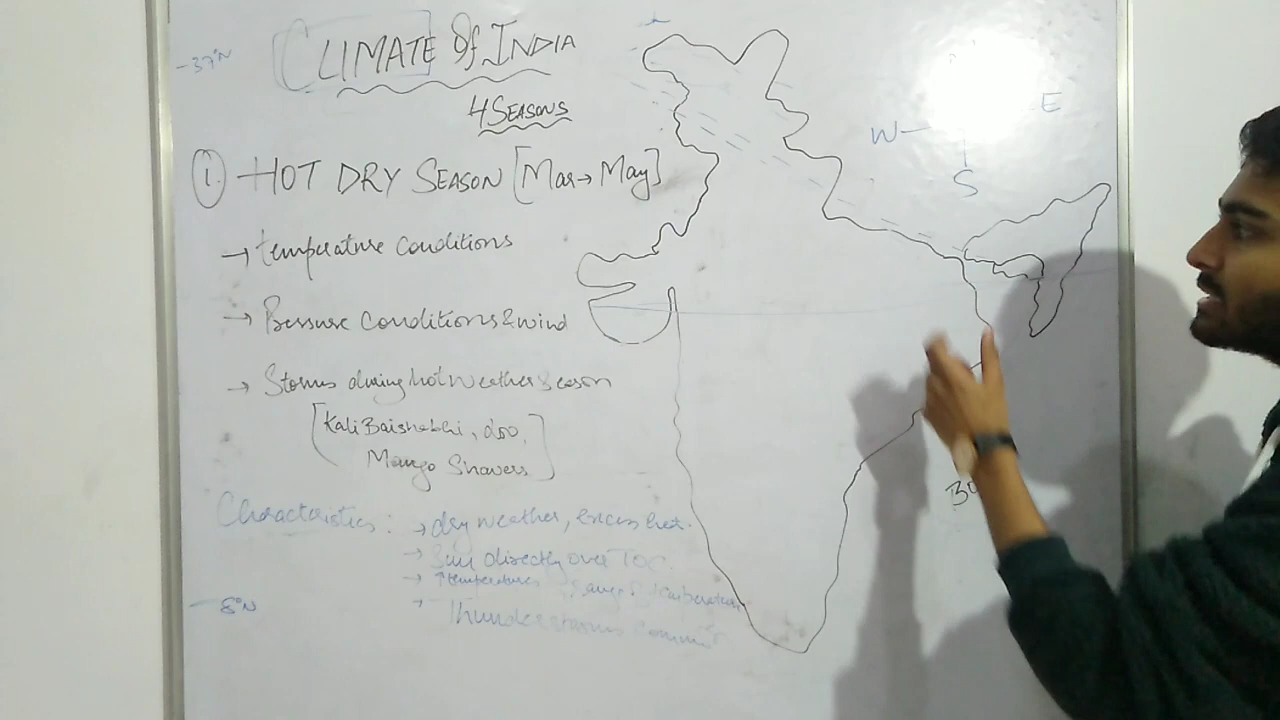 -37°N
CLIMATE Of INDIA
4 SEASONS
1. HOT DRY SEASON [Mar→ May]
→ temperature conditions
→ Pressure conditions & wind
→ Storms during hot weather season
[Kali Baishakhi, dso,
Mango Showers]
Characteristics: → dry weather, Excess heat.
→ Sun directly over TOC.
→ ↑temperatures
→ Thunderstorms common
8°N
W-
E
S